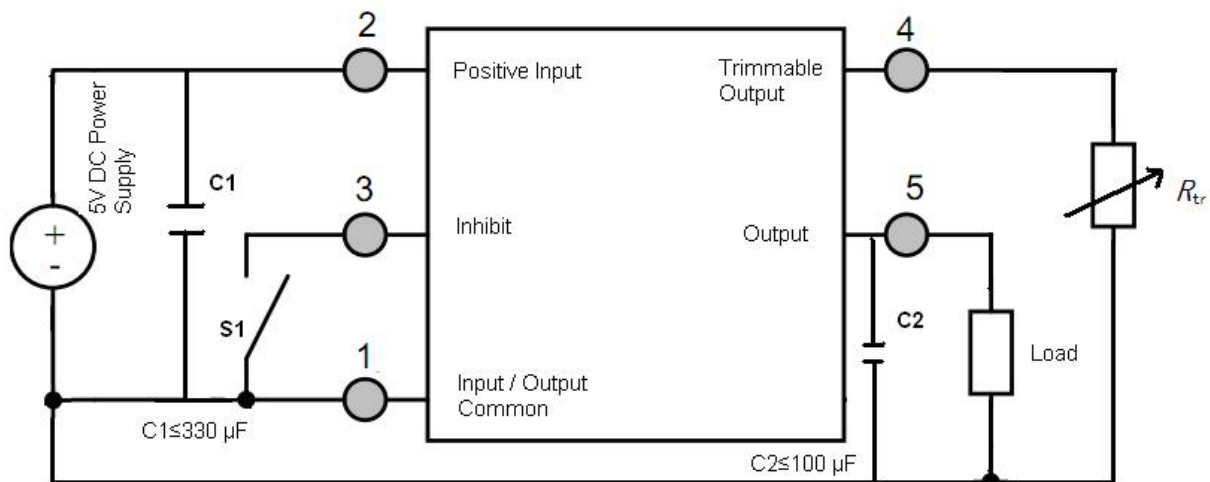 2
4
Positive Input
Trimmable
Output
5V DC Power
Supply
C1
3
5
R_tr
+
-
Inhibit
Output
S1
C2
1
Load
Input / Output
Common
C1≤330 µF
C2≤100 µF